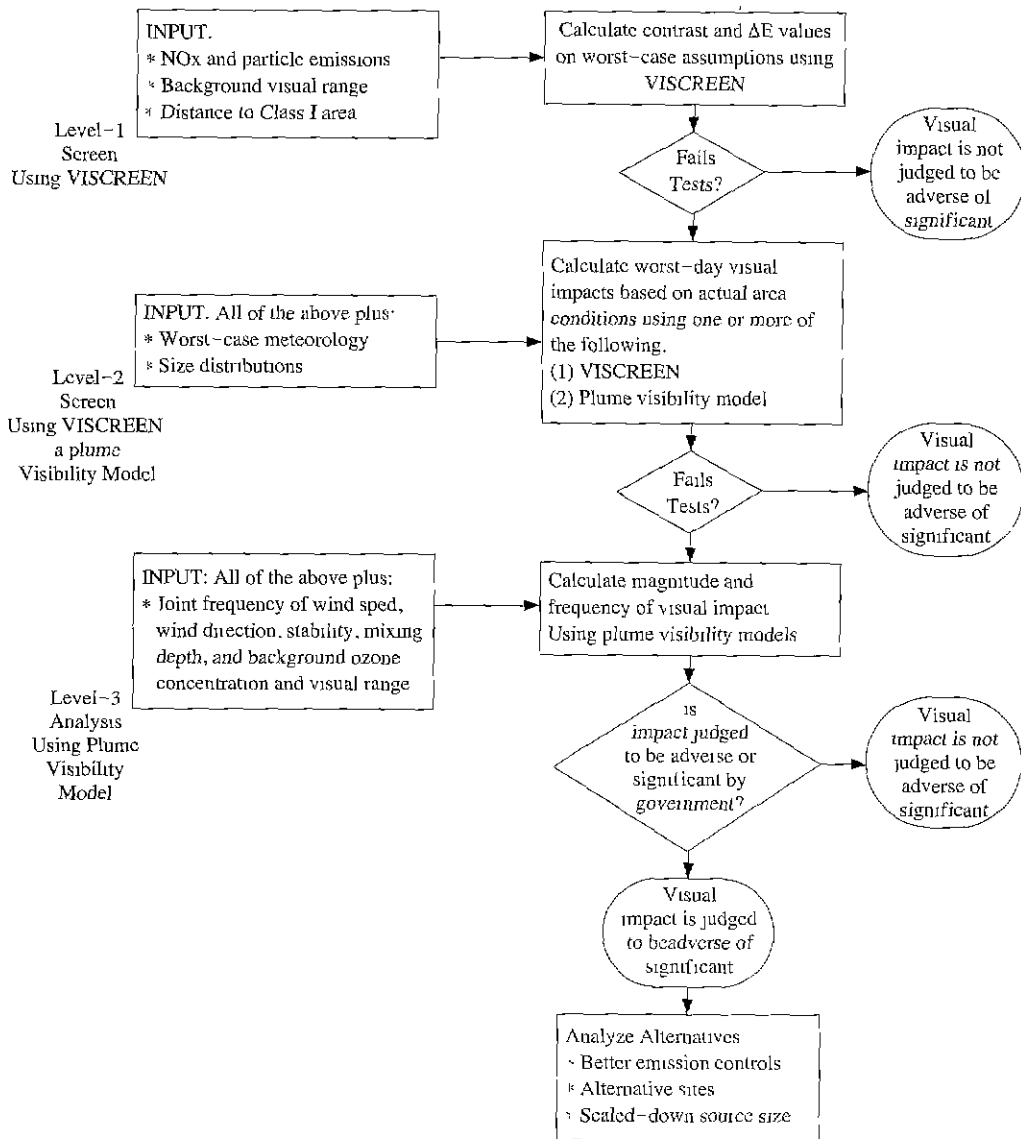 INPUT.
* NOx and particle emissions
* Background visual range
* Distance to Class I area
Calculate contrast and ΔE values
on worst-case assumptions using
VISCREEN
Level-1
Screen
Using VISCREEN
Fails
Tests?
Visual
impact is not
judged to be
adverse of
significant
Calculate worst-day visual
impacts based on actual area
conditions using one or more of
the following.
(1) VISCREEN
(2) Plume visibility model
INPUT. All of the above plus:
* Worst-case meteorology
* Size distributions
Level-2
Screen
Using VISCREEN
a plume
Visibility Model
Fails
Tests?
Visual
impact is not
judged to be
adverse of
significant
INPUT: All of the above plus:
* Joint frequency of wind sped,
wind direction, stability, mixing
depth, and background ozone
concentration and visual range
Calculate magnitude and
frequency of visual impact
Using plume visibility models
Level-3
Analysis
Using Plume
Visibility
Model
is
impact judged
to be adverse or
significant by
government?
Visual
impact is not
judged to be
adverse of
significant
Visual
impact is judged
to beadverse of
significant
Analyze Alternatives
* Better emission controls
* Alternative sites
* Scaled-down source size